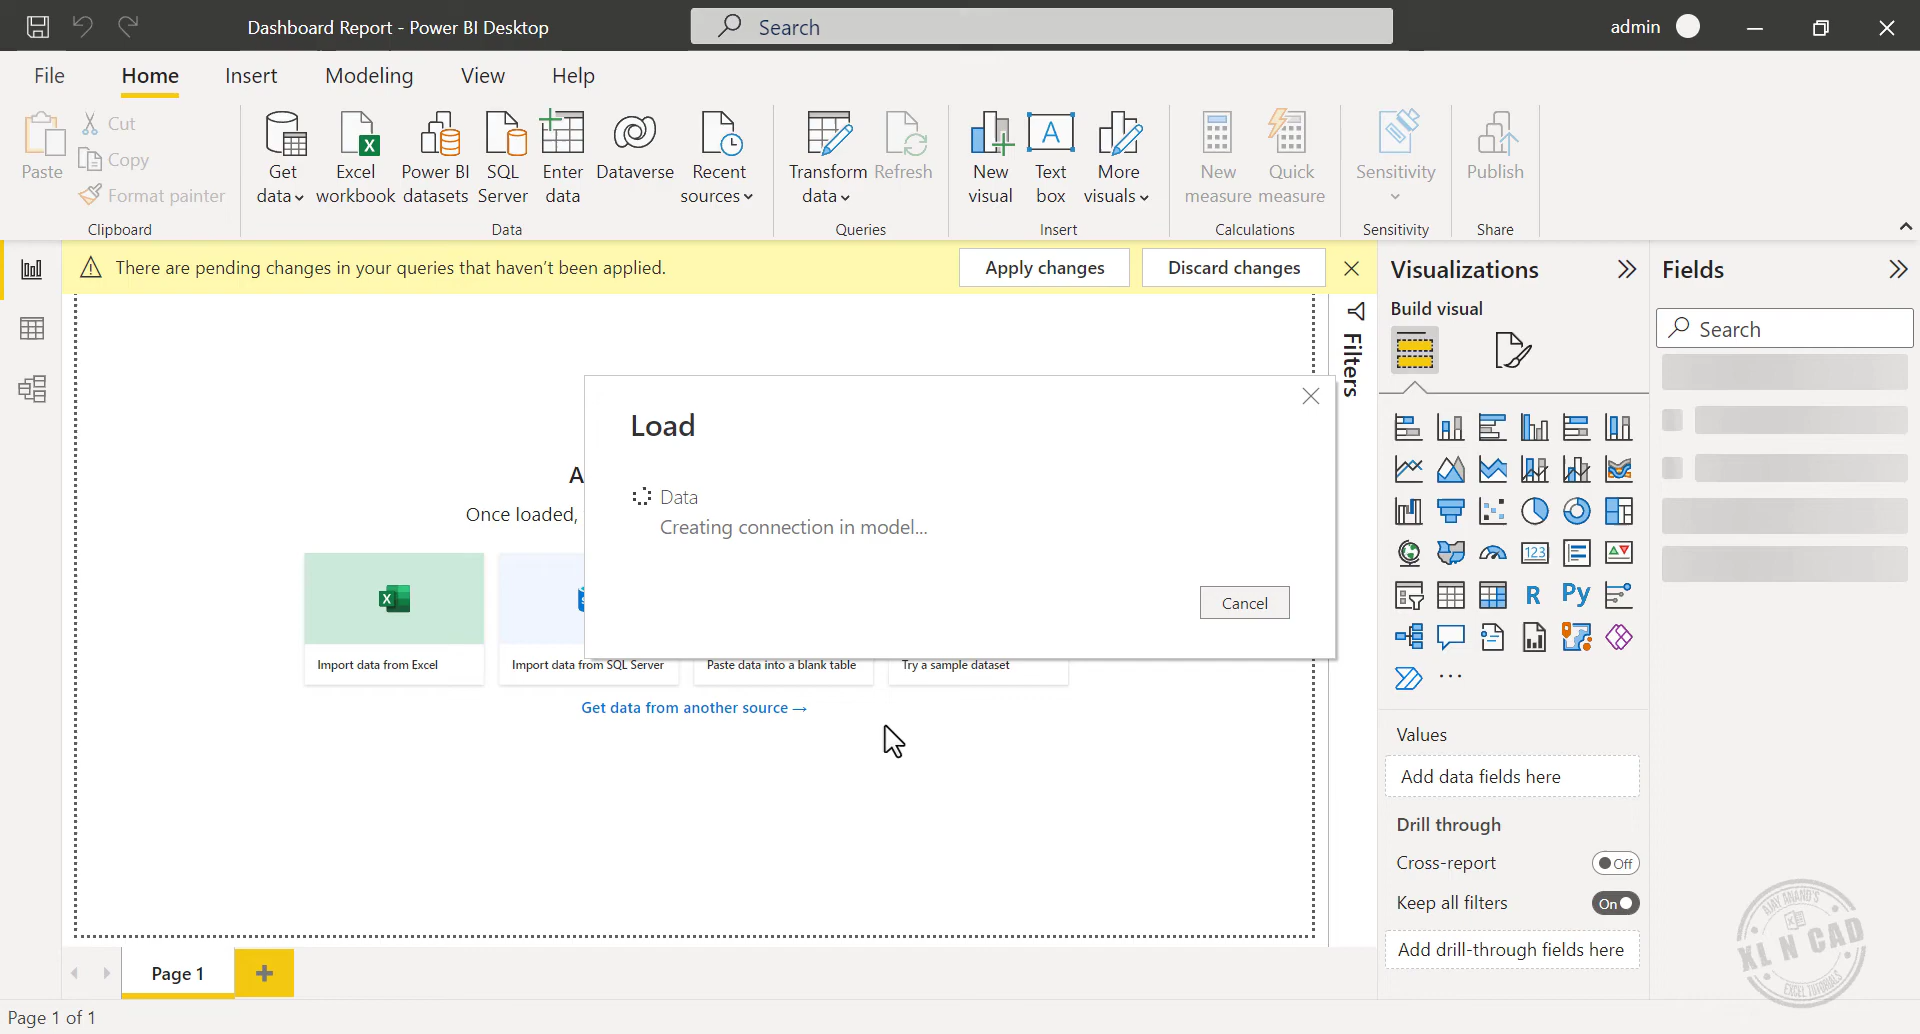 Dashboard Report - Power BI Desktop
Search
admin
File
Home
Insert
Modeling
View
Help
Paste
Cut
Copy
Format painter
Clipboard
Get
data
Excel
workbook
Power BI
datasets
SQL
Server
Enter
data
Dataverse
Recent
sources
Data
Transform
data
Refresh
Queries
New
visual
Text
box
More
visuals
Insert
New
measure
Quick
measure
Calculations
Sensitivity
Sensitivity
Publish
Share
There are pending changes in your queries that haven't been applied.
Apply changes
Discard changes
Filters
A
Once loaded,
Load
Data
Creating connection in model...
Cancel
Import data from Excel
Import data from SQL Server
Paste data into a blank table
Try a sample dataset
Get data from another source →
Visualizations
Build visual
123
R
Py
...
Values
Add data fields here
Drill through
Cross-report
Off
Keep all filters
On
Add drill-through fields here
Fields
Search
Page 1
Page 1 of 1
AJAY ANAND'S
XL N CAD
EXCEL TUTORIALS